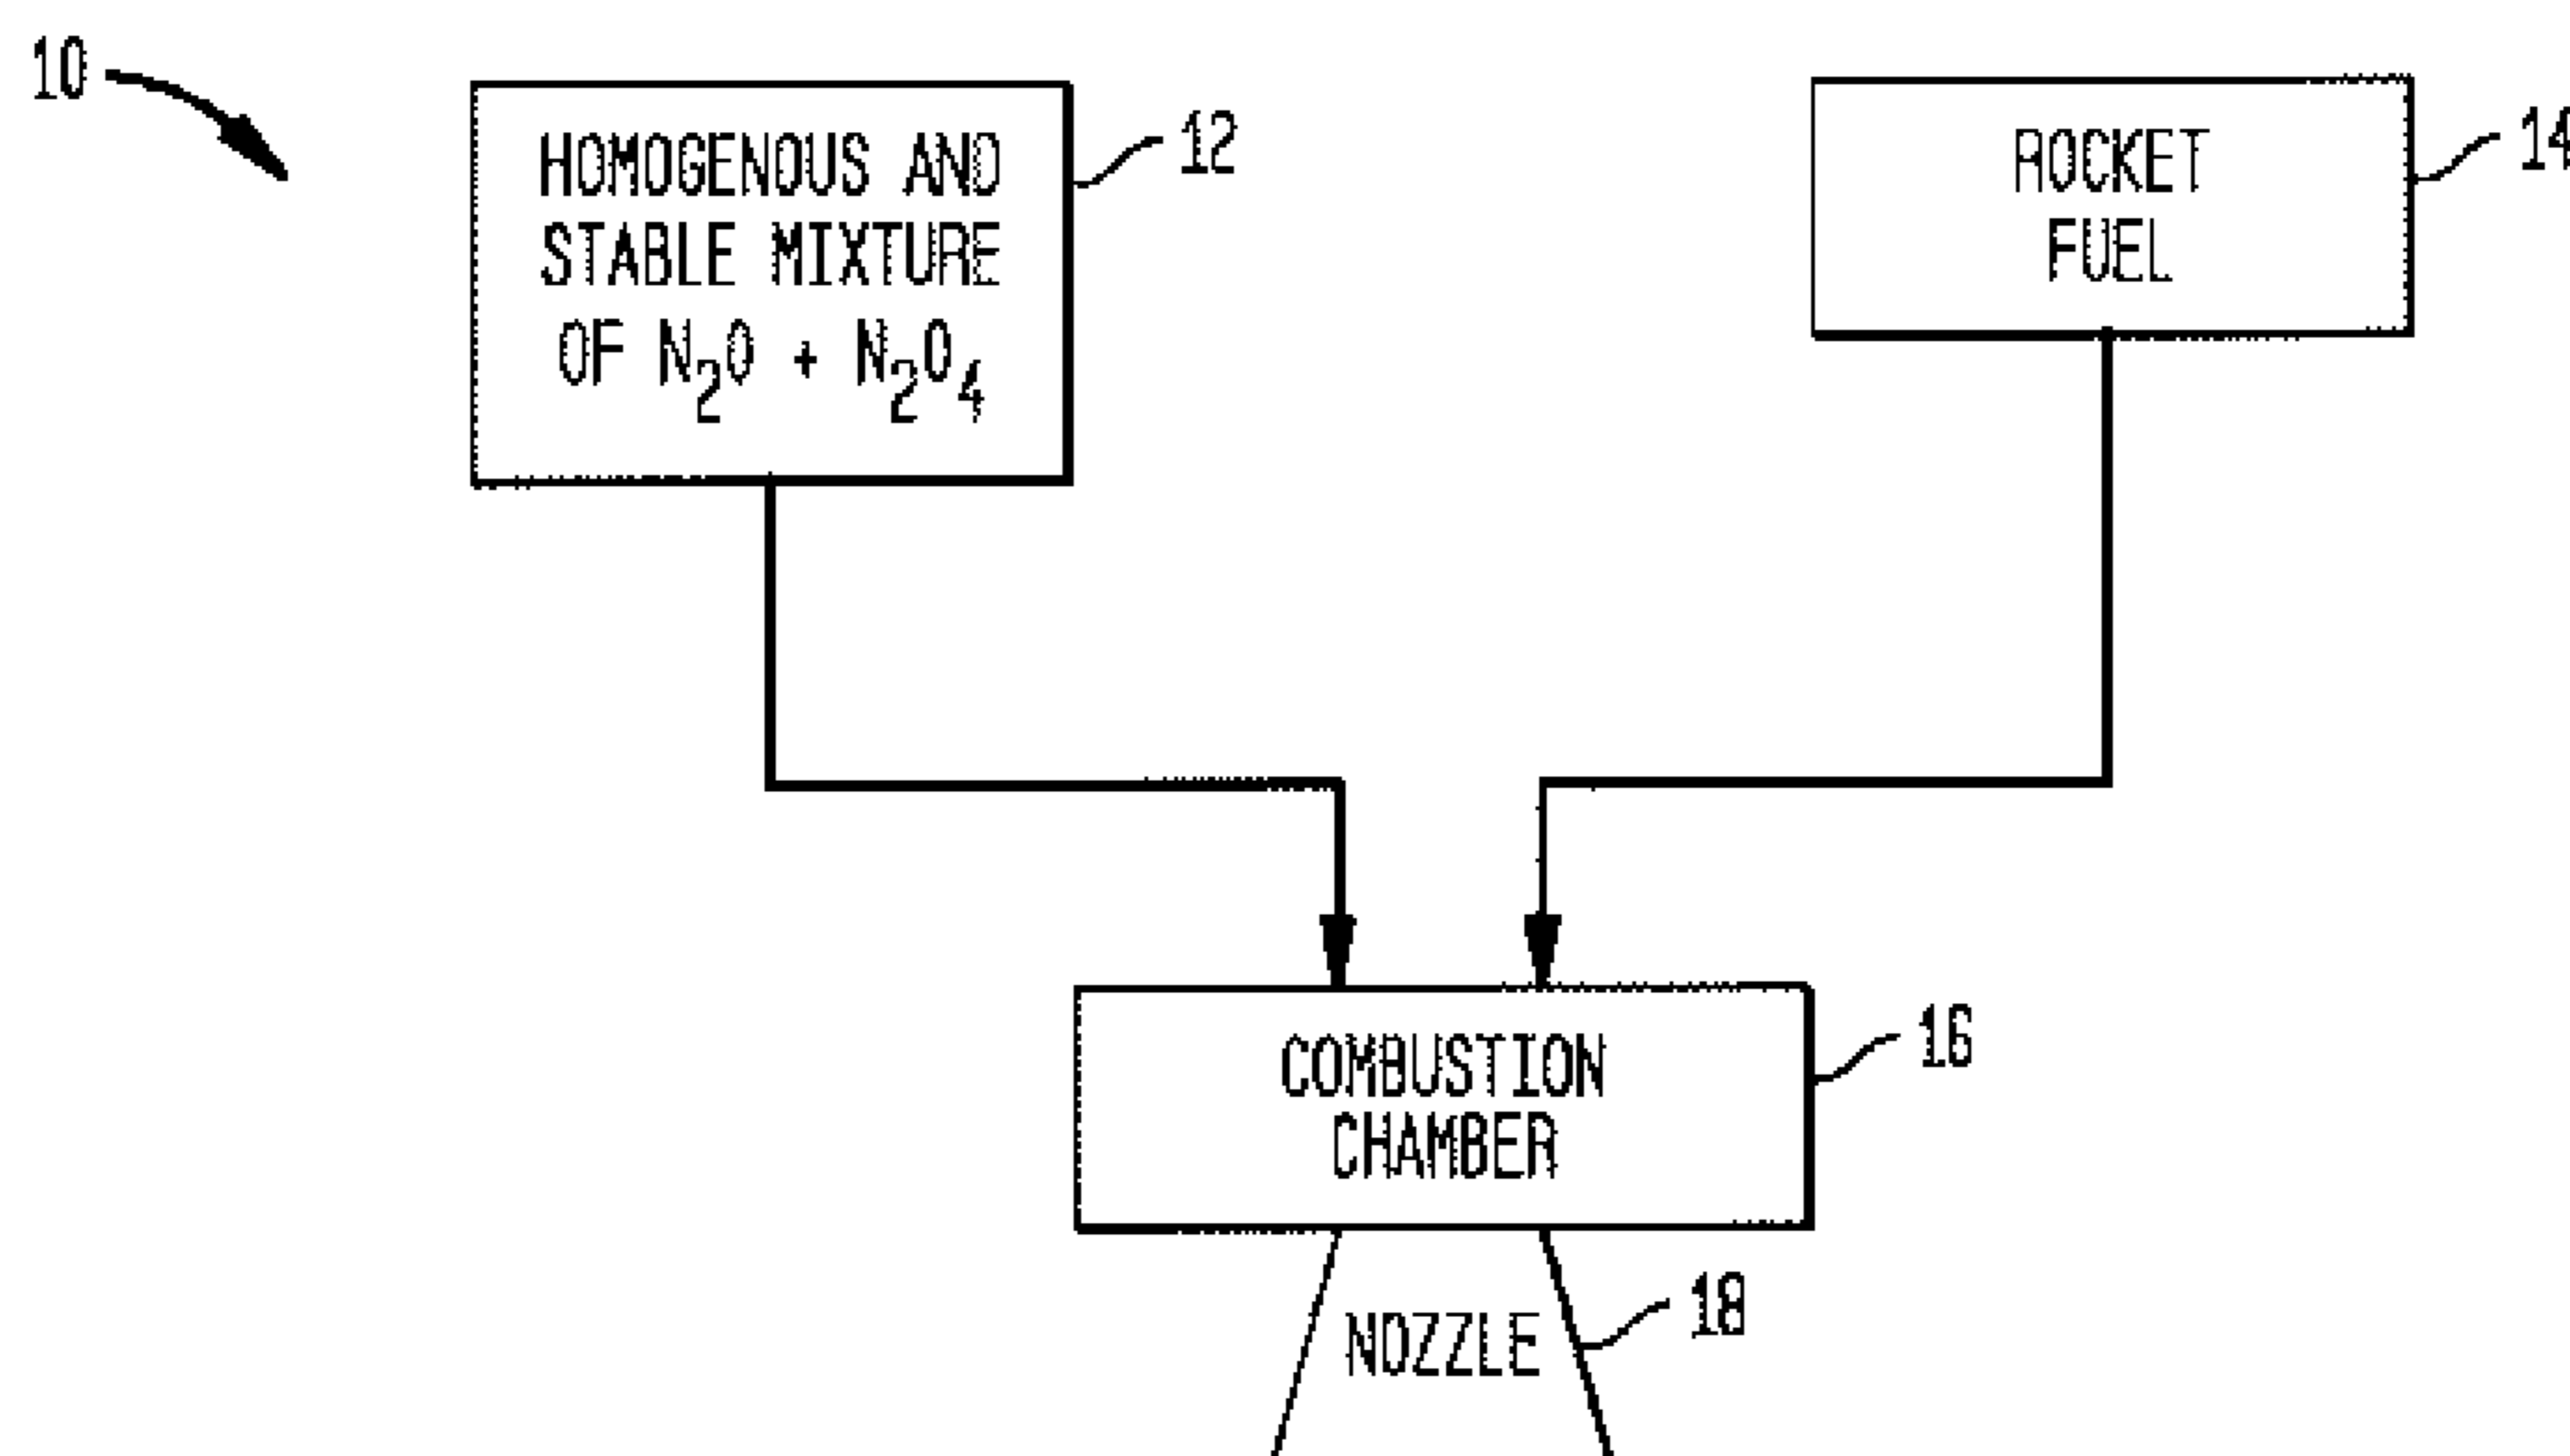 10
HOMOGENOUS AND
STABLE MIXTURE
OF N₂O + N₂O₄
12
ROCKET
FUEL
14
COMBUSTION
CHAMBER
16
NOZZLE
18